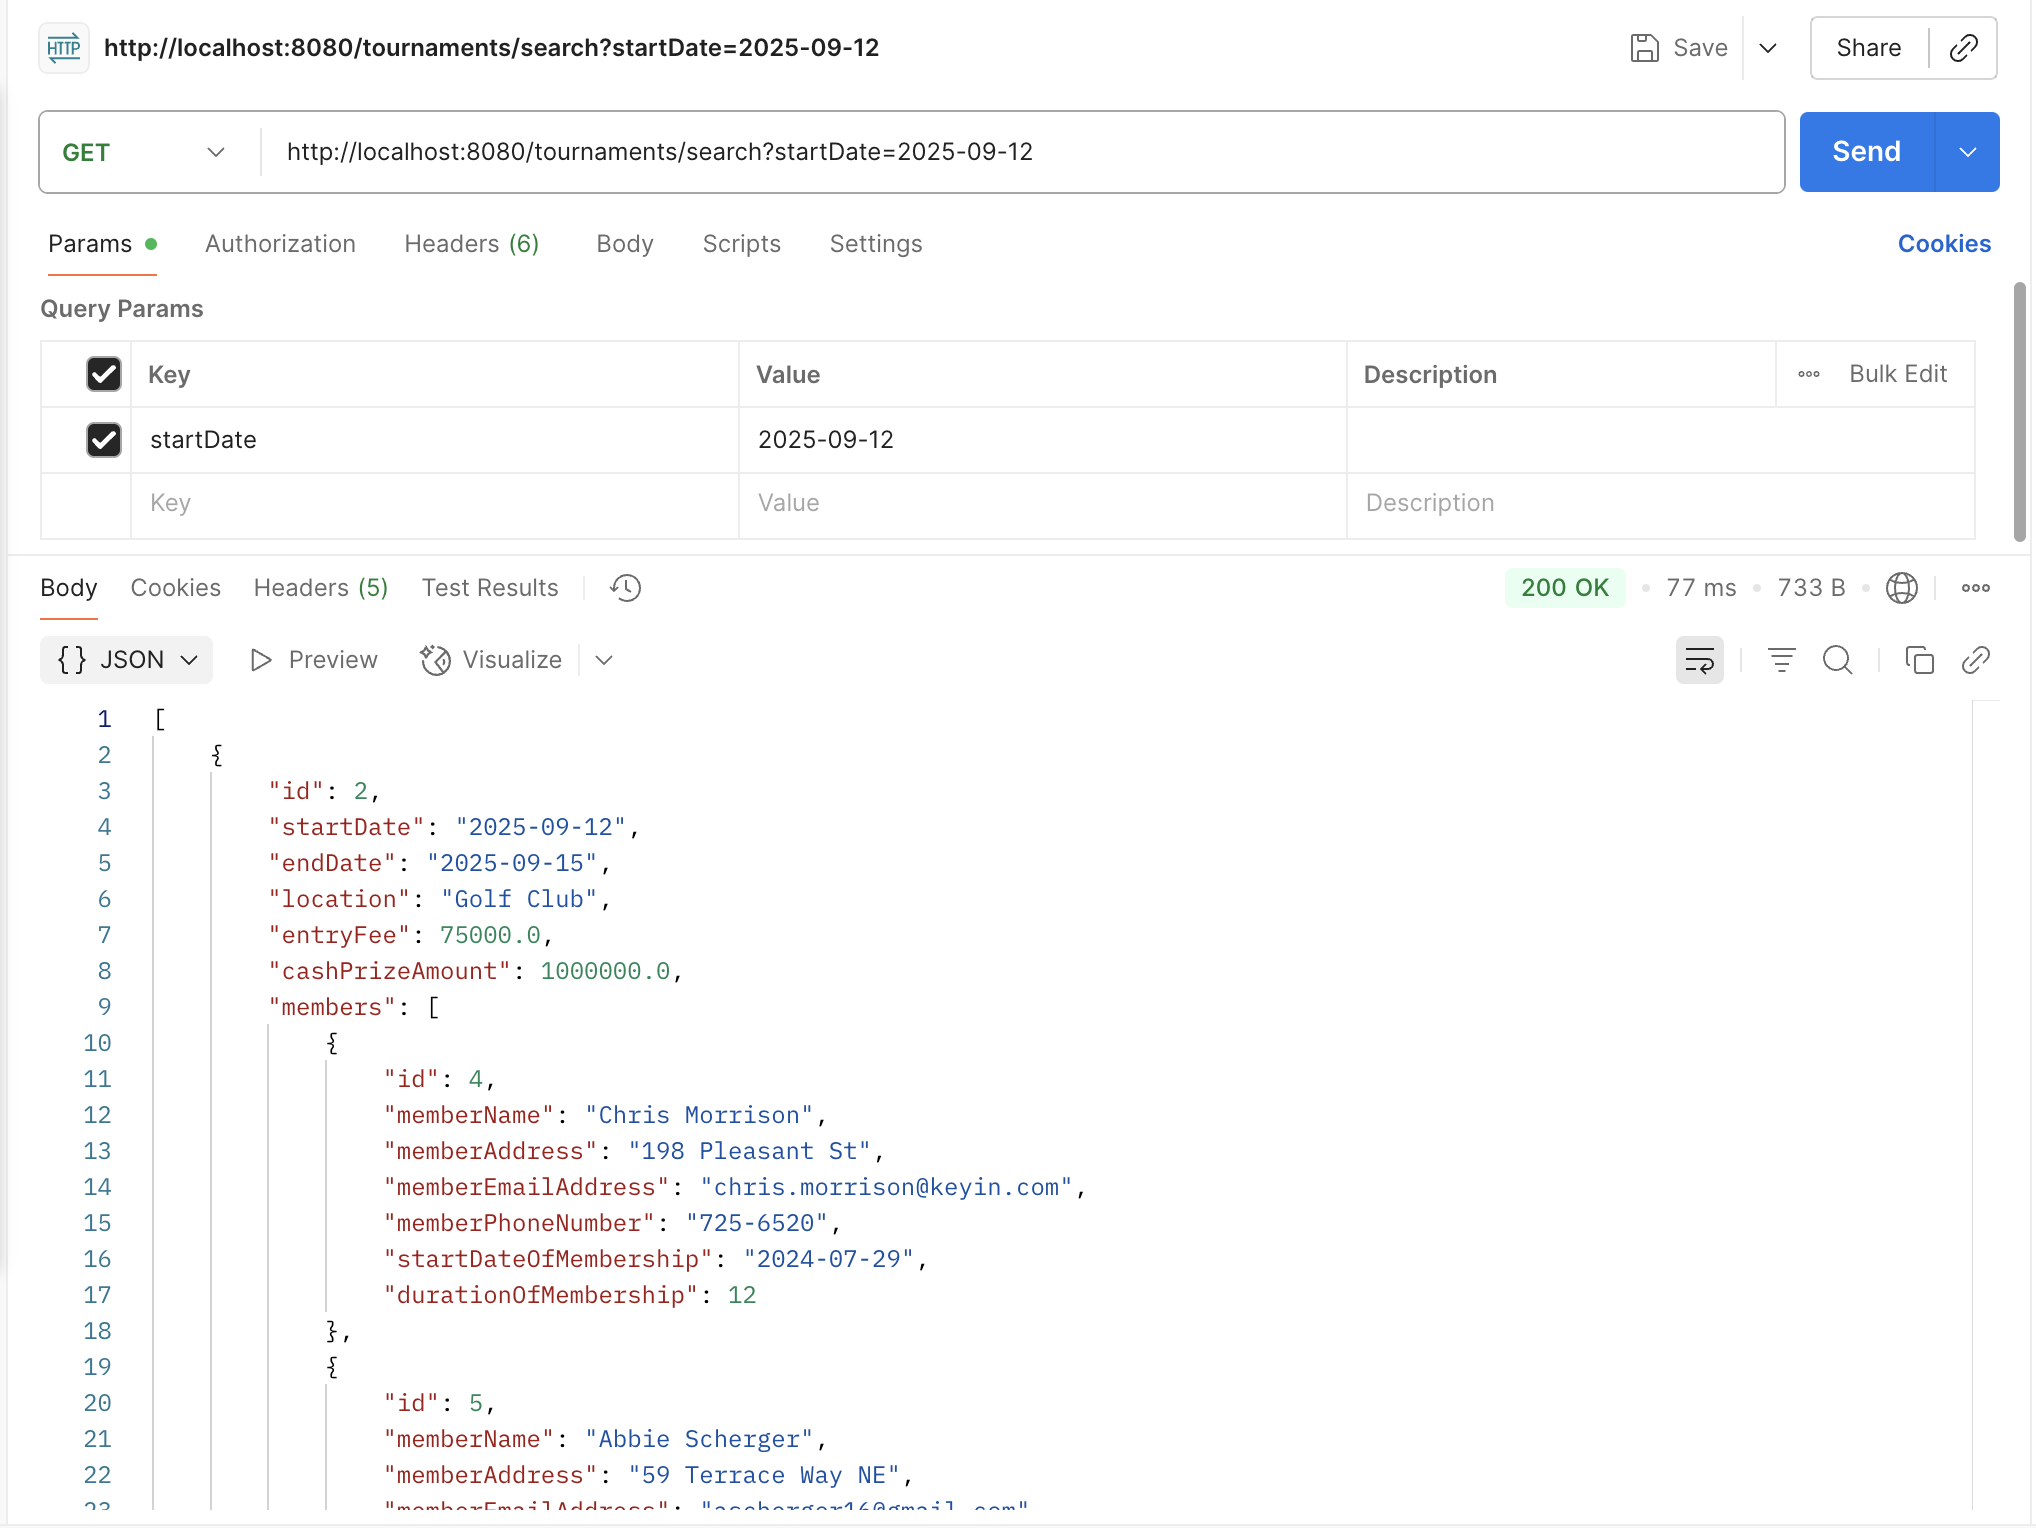 HTTP http://localhost:8080/tournaments/search?startDate=2025-09-12 Save Share
GET http://localhost:8080/tournaments/search?startDate=2025-09-12 Send
Params Authorization Headers (6) Body Scripts Settings Cookies
Query Params
Key Value Description Bulk Edit
startDate 2025-09-12
Key Value Description
Body Cookies Headers (5) Test Results 200 OK 77 ms 733 B
{} JSON Preview Visualize
1 [
2 {
3 "id": 2,
4 "startDate": "2025-09-12",
5 "endDate": "2025-09-15",
6 "location": "Golf Club",
7 "entryFee": 75000.0,
8 "cashPrizeAmount": 1000000.0,
9 "members": [
10 {
11 "id": 4,
12 "memberName": "Chris Morrison",
13 "memberAddress": "198 Pleasant St",
14 "memberEmailAddress": "chris.morrison@keyin.com",
15 "memberPhoneNumber": "725-6520",
16 "startDateOfMembership": "2024-07-29",
17 "durationOfMembership": 12
18 },
19 {
20 "id": 5,
21 "memberName": "Abbie Scherger",
22 "memberAddress": "59 Terrace Way NE",
23 "memberEmailAddress": "ascherger16@gmail.com"